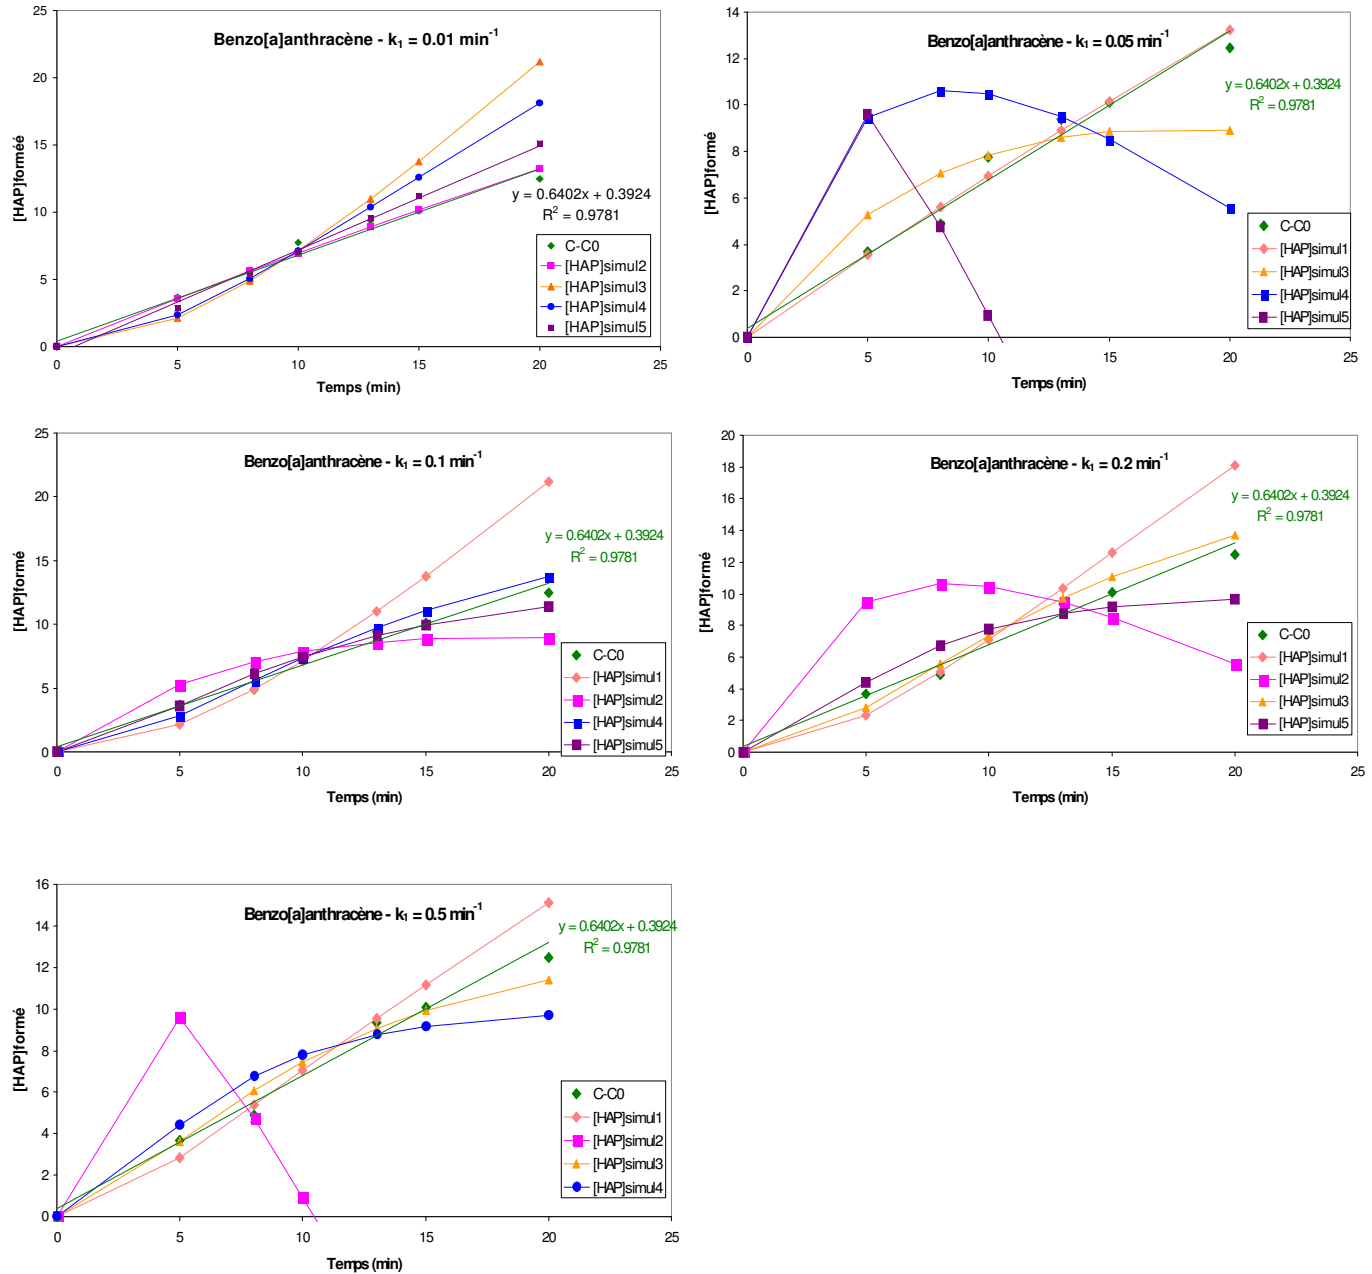 Benzo[a]anthracène - k₁ = 0.01 min⁻¹
25
20
15
10
5
0
[HAP]forméé
y = 0.6402x + 0.3924
R² = 0.9781
C-C0
[HAP]simul2
[HAP]simul3
[HAP]simul4
[HAP]simul5
0 5 10 15 20 25
Temps (min)
Benzo[a]anthracène - k₁ = 0.05 min⁻¹
14
12
10
8
6
4
2
0
[HAP]formé
y = 0.6402x + 0.3924
R² = 0.9781
C-C0
[HAP]simul1
[HAP]simul3
[HAP]simul4
[HAP]simul5
0 5 10 15 20 25
Temps (min)
Benzo[a]anthracène - k₁ = 0.1 min⁻¹
25
20
15
10
5
0
[HAP]formé
y = 0.6402x + 0.3924
R² = 0.9781
C-C0
[HAP]simul1
[HAP]simul2
[HAP]simul4
[HAP]simul5
0 5 10 15 20 25
Temps (min)
Benzo[a]anthracène - k₁ = 0.2 min⁻¹
20
18
16
14
12
10
8
6
4
2
0
[HAP]formé
y = 0.6402x + 0.3924
R² = 0.9781
C-C0
[HAP]simul1
[HAP]simul2
[HAP]simul3
[HAP]simul5
0 5 10 15 20 25
Temps (min)
Benzo[a]anthracène - k₁ = 0.5 min⁻¹
16
14
12
10
8
6
4
2
0
[HAP]formé
y = 0.6402x + 0.3924
R² = 0.9781
C-C0
[HAP]simul1
[HAP]simul2
[HAP]simul3
[HAP]simul4
0 5 10 15 20 25
Temps (min)